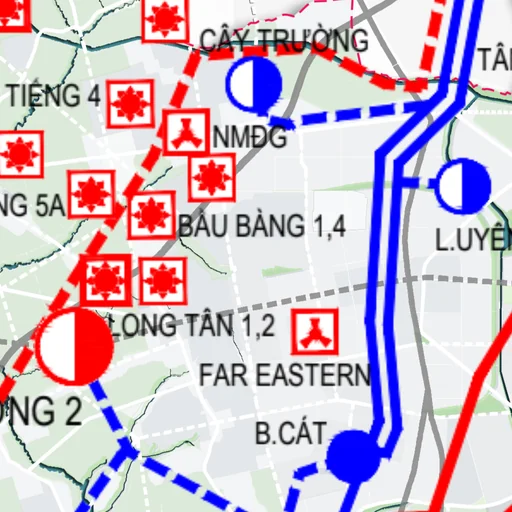 CÂY TRƯỜNG
TÂ
TIẾNG 4
NMĐG
NG 5A
BÀU BÀNG 1,4
L.UYÊ
LONG TÂN 1,2
FAR EASTERN
ÔNG 2
B.CÁT